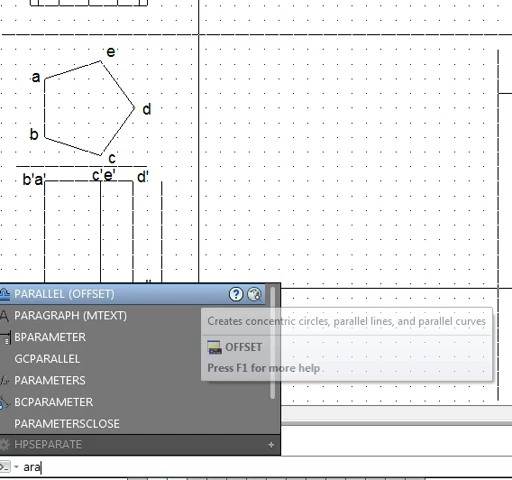 e
a
d
b
c
b'a' c'e' d'
PARALLEL (OFFSET)
PARAGRAPH (MTEXT)
Creates concentric circles, parallel lines, and parallel curves
BPARAMETER
OFFSET
GCPARALLEL
Press F1 for more help
PARAMETERS
BCPARAMETER
PARAMETERSCLOSE
HPSEPARATE +
ara